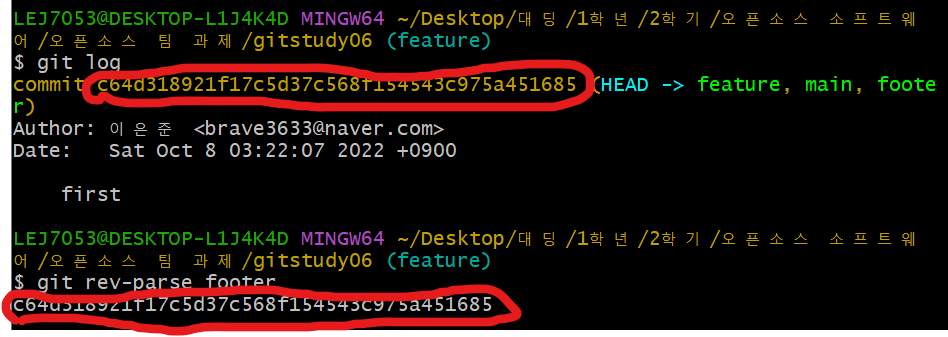 LEJ7053@DESKTOP-L1J4K4D MINGW64 ~/Desktop/대딩/1학년/2학기/오픈소스 소프트웨
어/오픈소스 팀 과제/gitstudy06 (feature)
$ git log
commit c64d318921f17c5d37c568f154543c975a451685 (HEAD -> feature, main, foote
r)
Author: 이은준 <brave3633@naver.com>
Date:   Sat Oct 8 03:22:07 2022 +0900
first
LEJ7053@DESKTOP-L1J4K4D MINGW64 ~/Desktop/대딩/1학년/2학기/오픈소스 소프트웨
어/오픈소스 팀 과제/gitstudy06 (feature)
$ git rev-parse footer
c64d318921f17c5d37c568f154543c975a451685